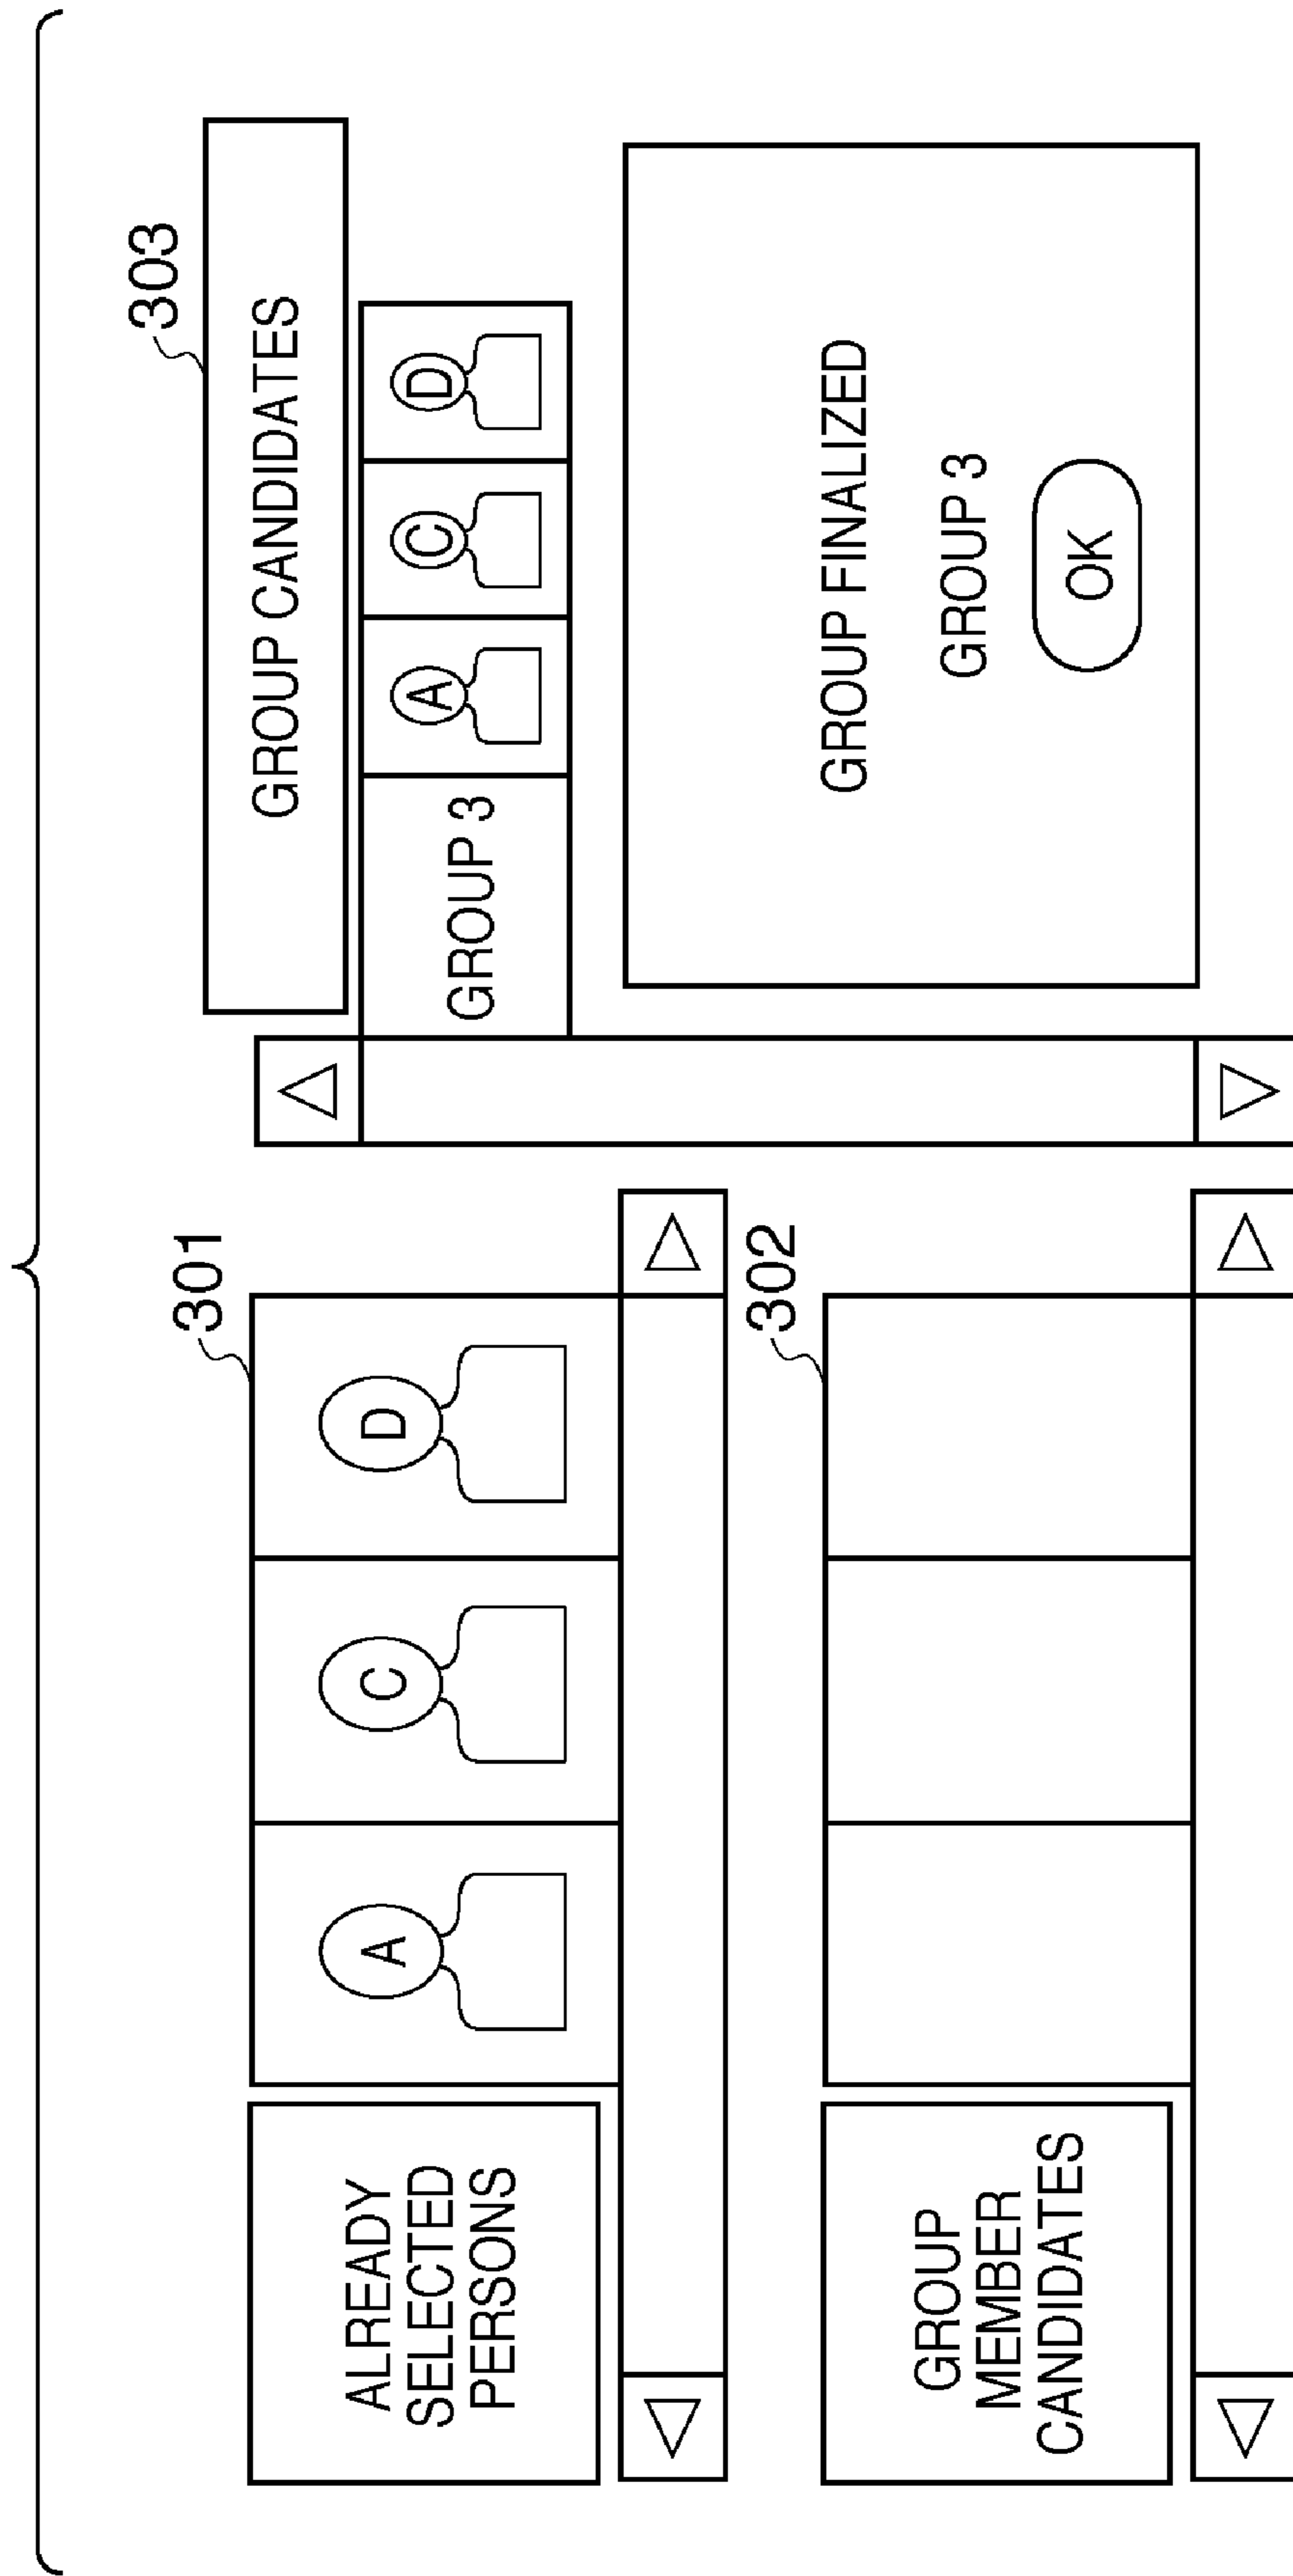 301
ALREADY
SELECTED
PERSONS
A
C
D
302
GROUP
MEMBER
CANDIDATES
303
GROUP CANDIDATES
GROUP 3
A
C
D
GROUP FINALIZED
GROUP 3
OK